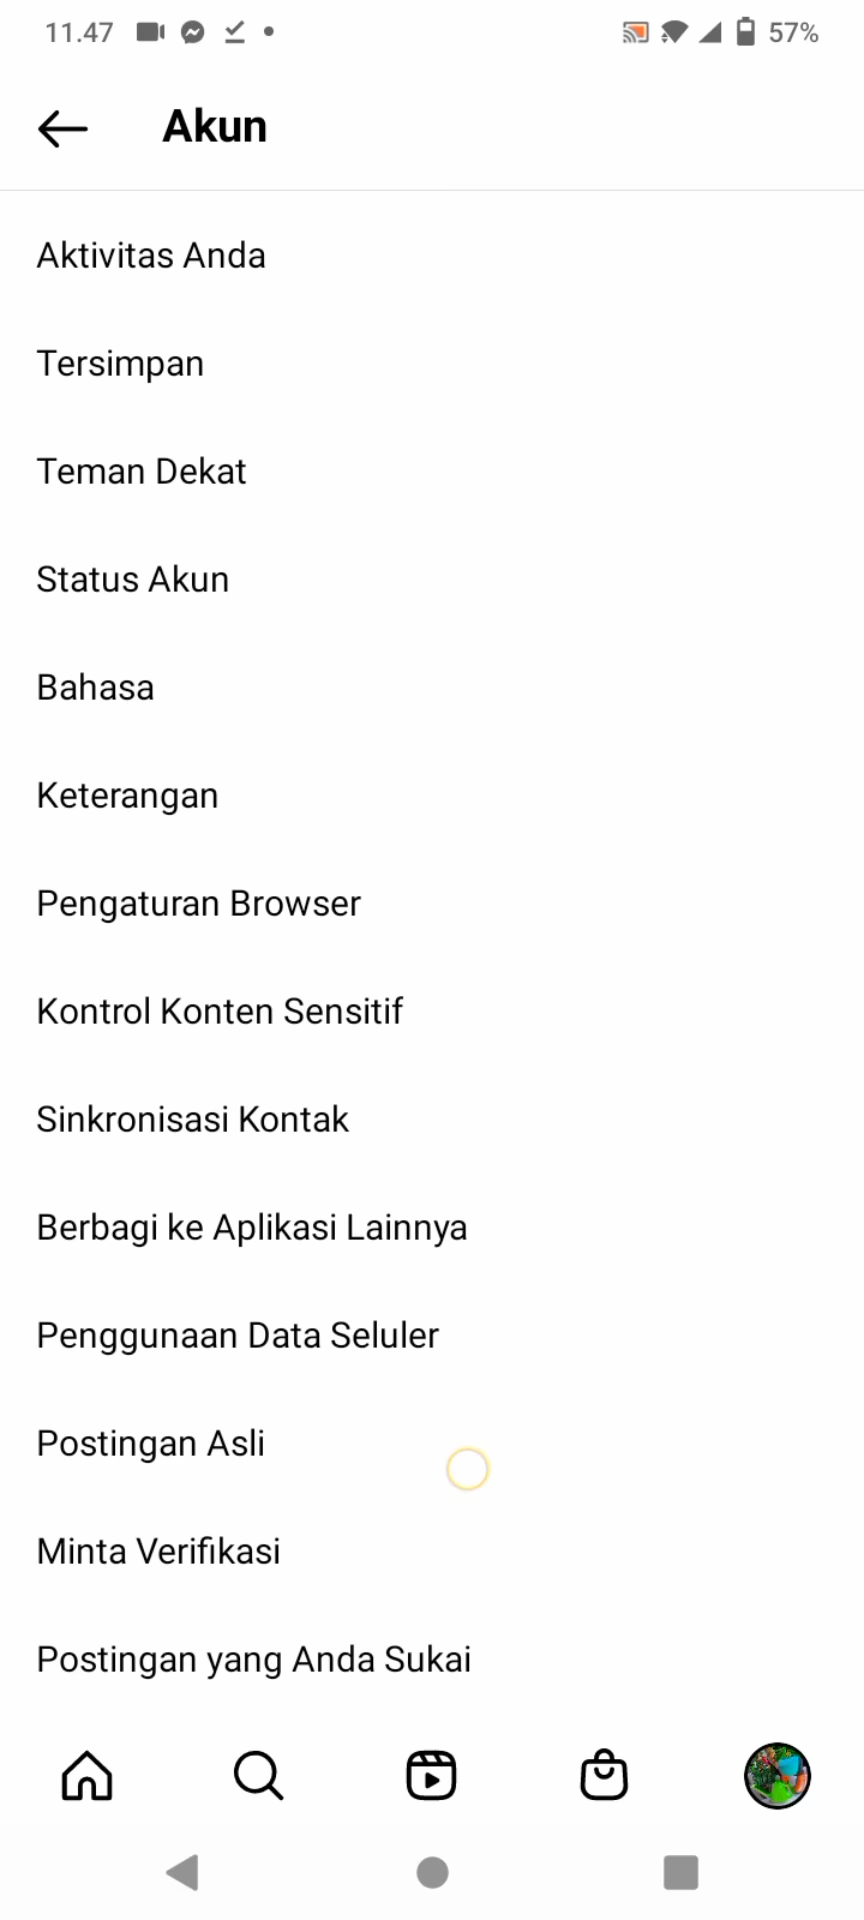 11.47
57%
Akun
Aktivitas Anda
Tersimpan
Teman Dekat
Status Akun
Bahasa
Keterangan
Pengaturan Browser
Kontrol Konten Sensitif
Sinkronisasi Kontak
Berbagi ke Aplikasi Lainnya
Penggunaan Data Seluler
Postingan Asli
Minta Verifikasi
Postingan yang Anda Sukai